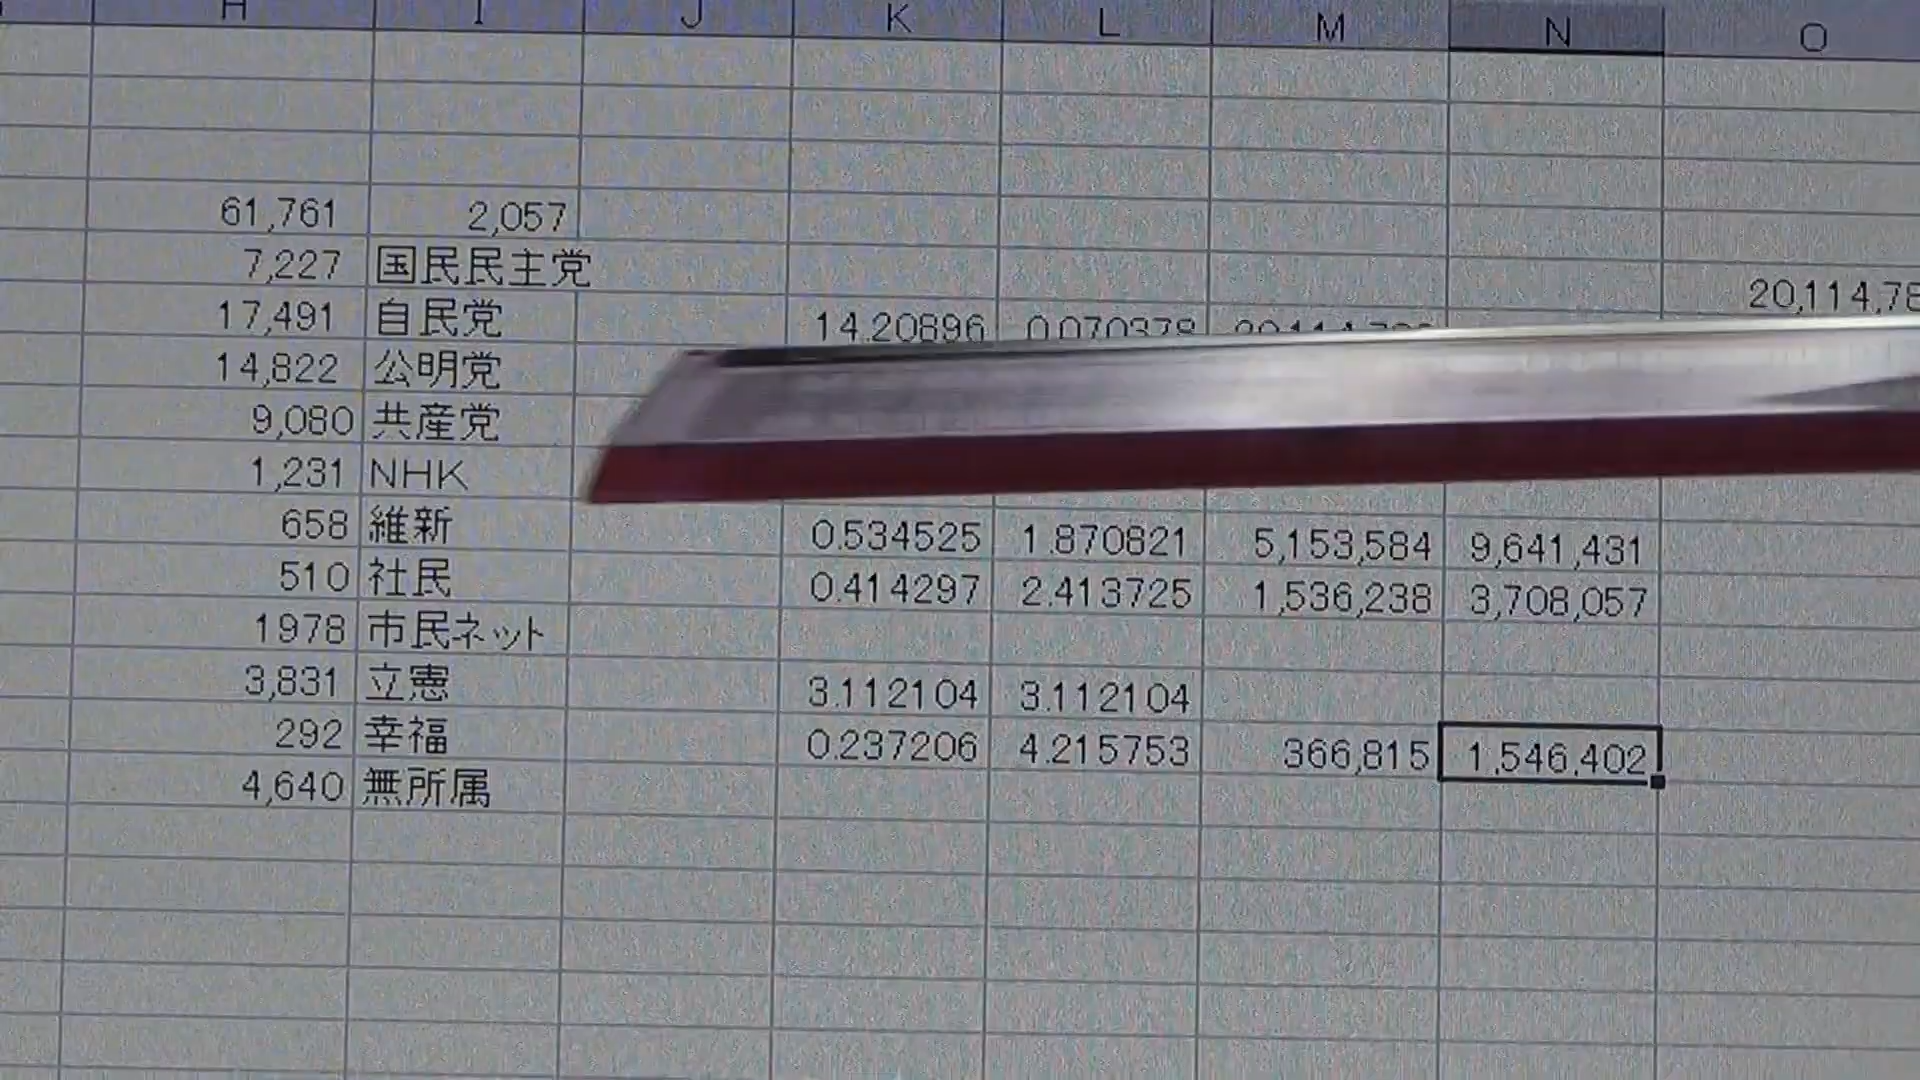 H I J K L M N O
61,761 2,057
7,227 国民民主党
17,491 自民党 14.20896 0.070378
14,822 公明党
9,080 共産党
1,231 NHK
658 維新 0.534525 1.870821 5,153,584 9,641,431
510 社民 0.414297 2.413725 1,536,238 3,708,057
1978 市民ネット
3,831 立憲 3.112104 3.112104
292 幸福 0.237206 4.215753 366,815 1,546,402
4,640 無所属